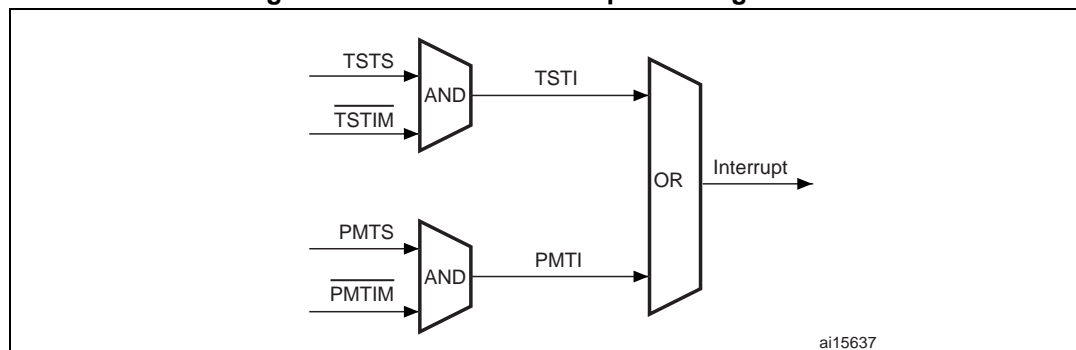 TSTS
TSTI
AND
TSTIM
Interrupt
OR
PMTS
PMTI
AND
PMTIM
ai15637